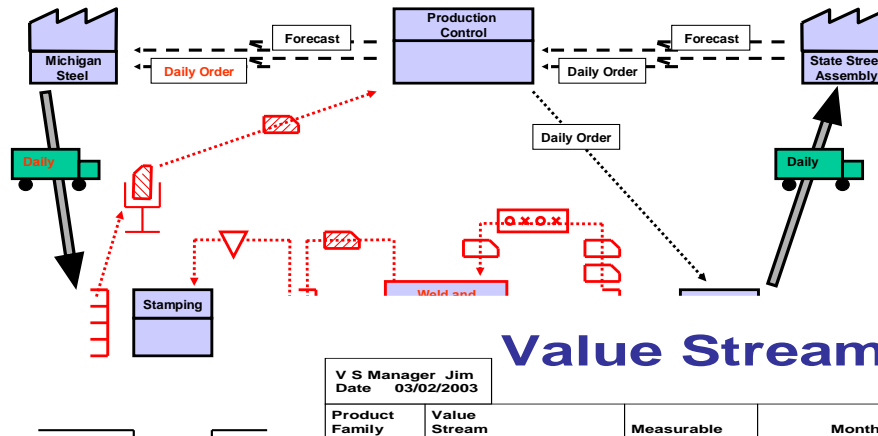 Production
Control
Forecast
Forecast
Michigan
Steel
Daily Order
Daily Order
State Stree
Assembly
Daily Order
Daily
Daily
OXOX
Stamping
Weld and
Value Stream
V S Manager Jim
Date 03/02/2003
Product
Family
Value
Stream
Measurable
Month